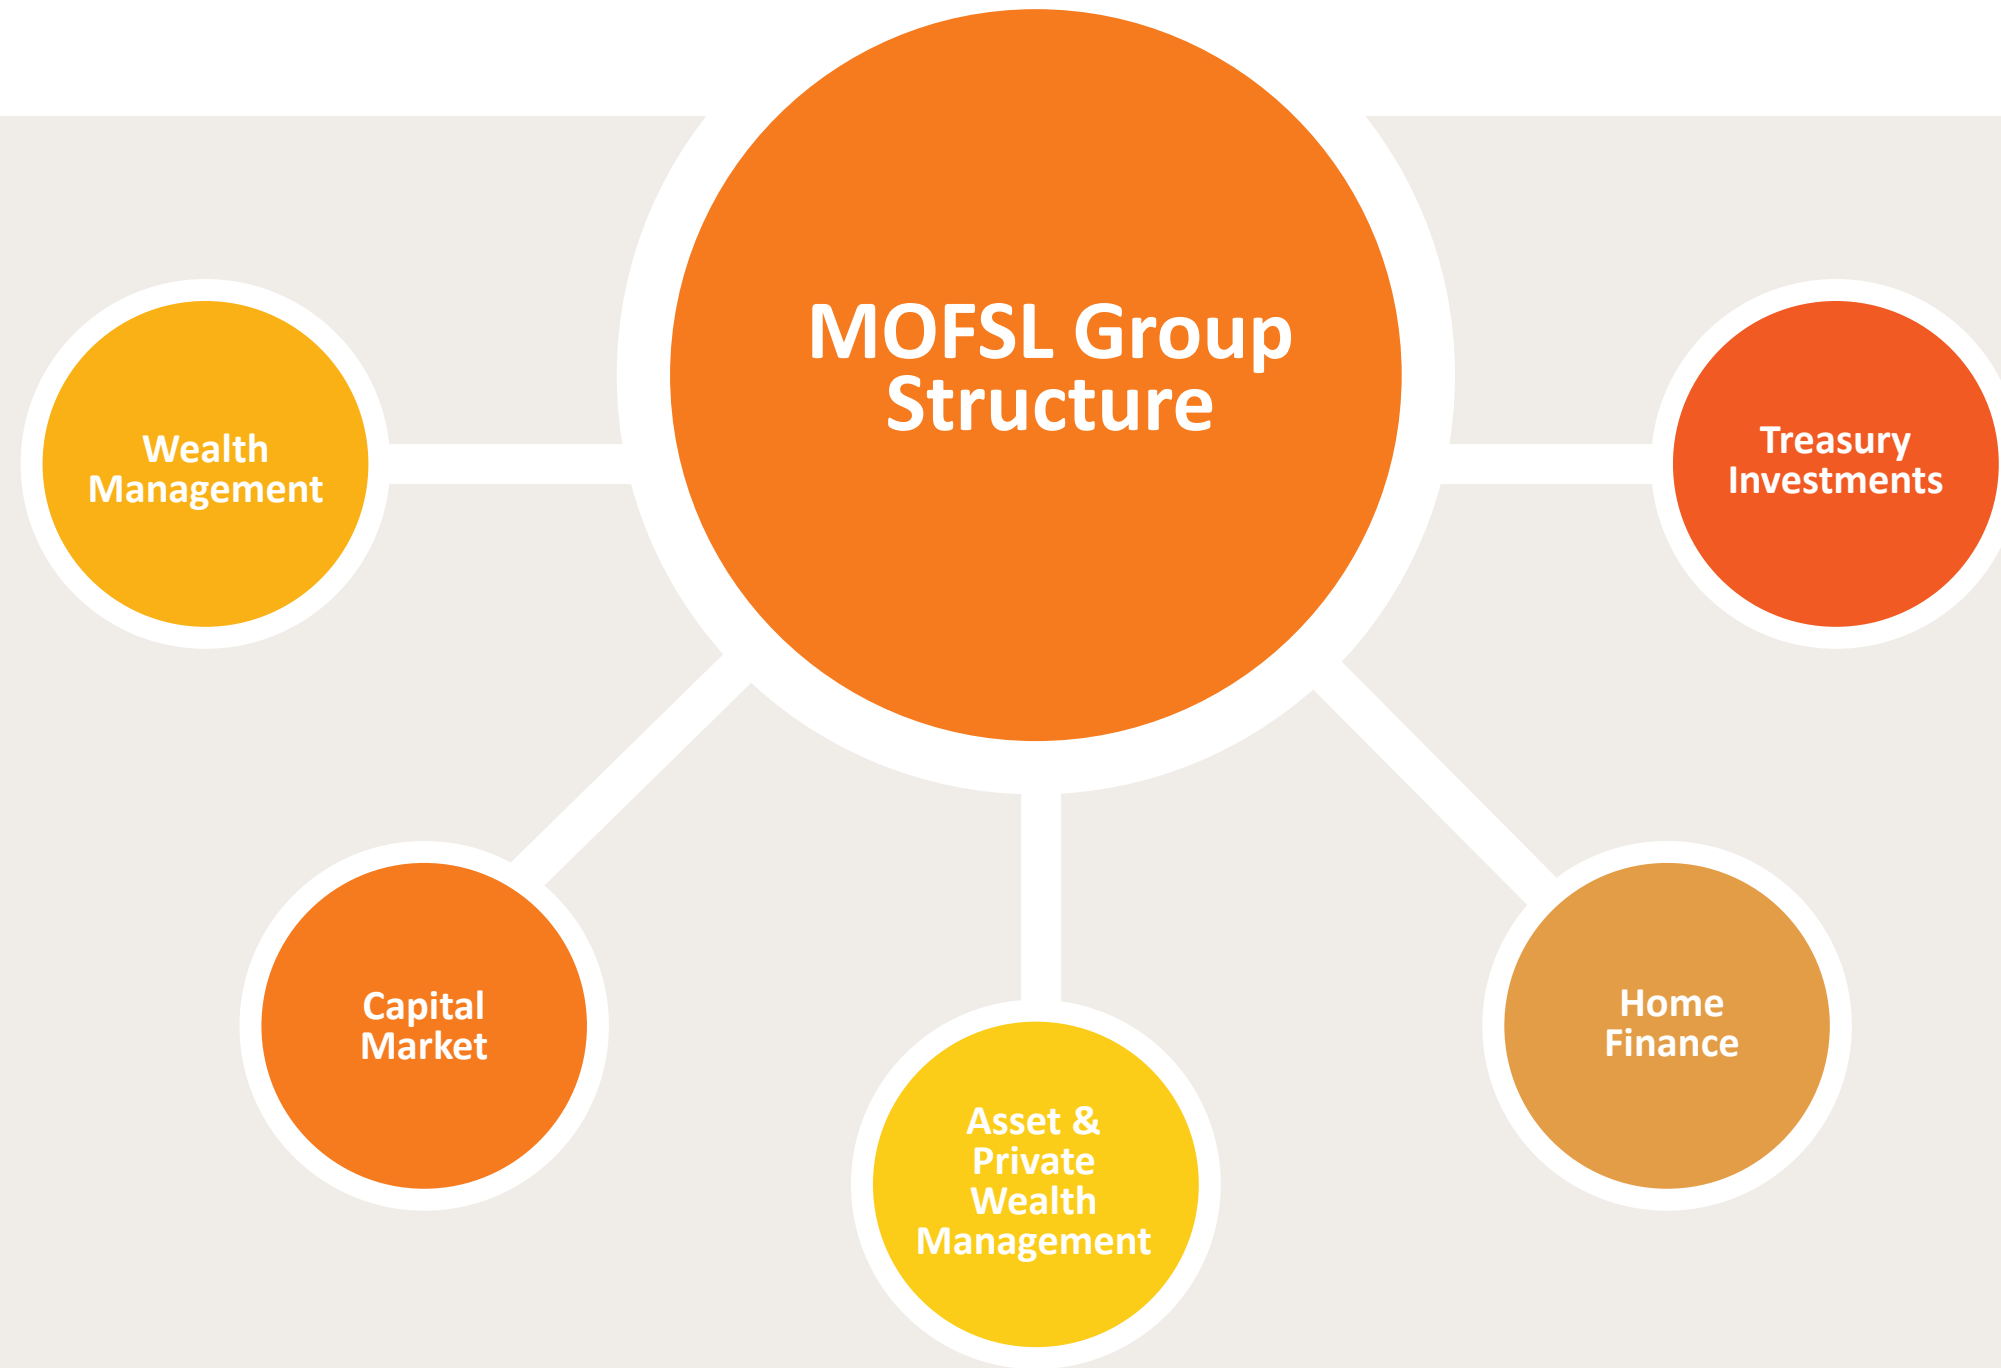 MOFSL Group
Structure
Wealth
Management
Treasury
Investments
Capital
Market
Asset &
Private
Wealth
Management
Home
Finance